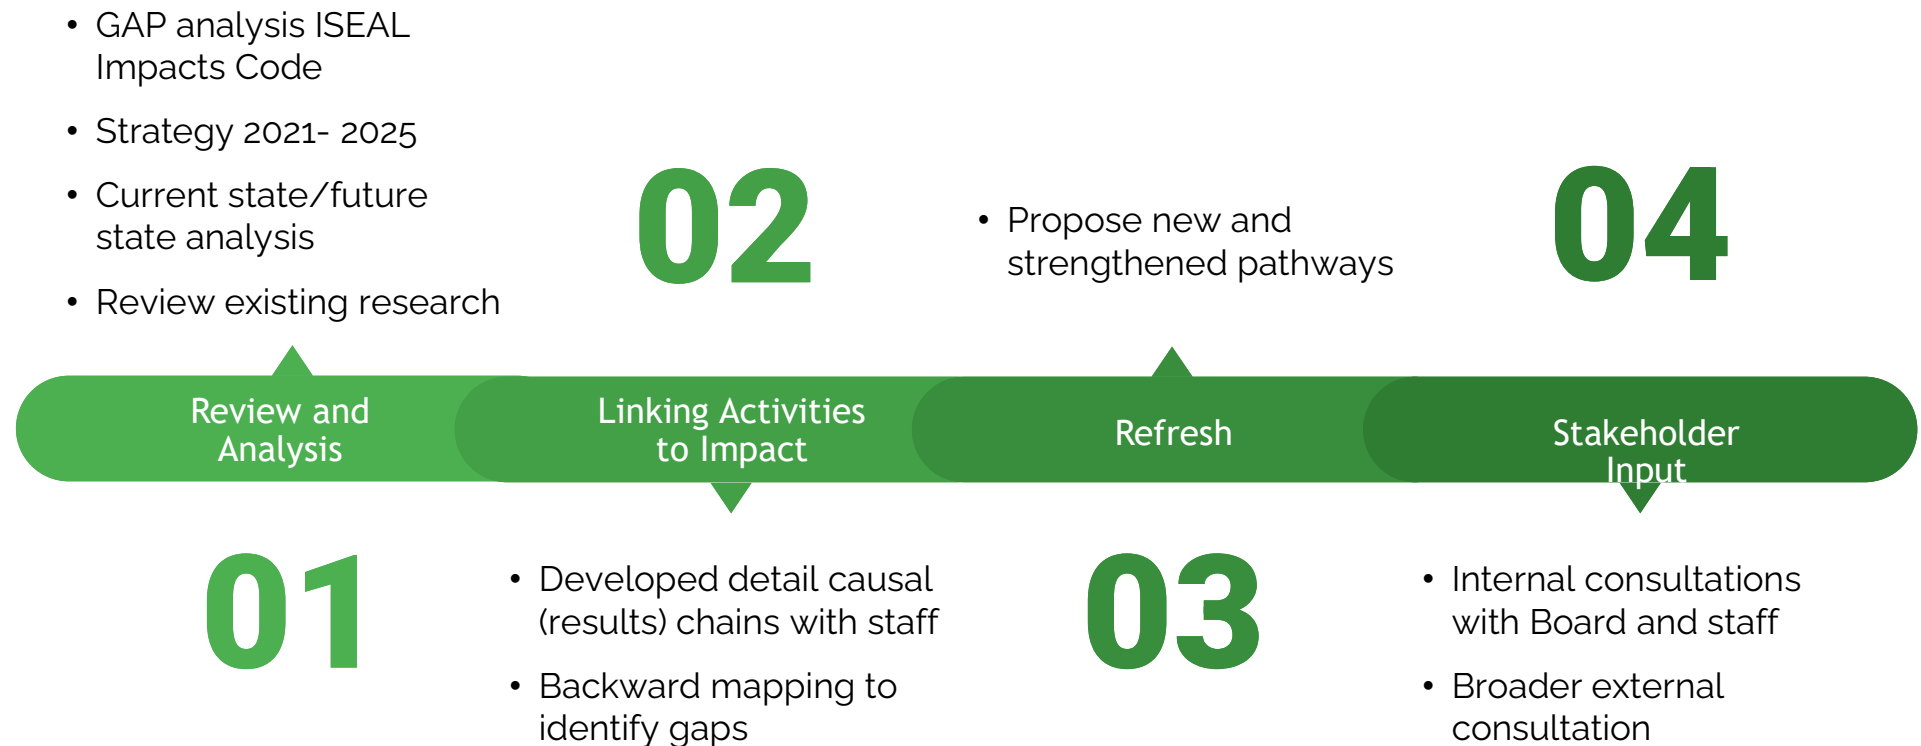 • GAP analysis ISEAL
Impacts Code
• Strategy 2021- 2025
• Current state/future
state analysis
• Review existing research
02
• Propose new and
strengthened pathways
04
Review and
Analysis
Linking Activities
to Impact
Refresh
Stakeholder
Input
01
• Developed detail causal
(results) chains with staff
• Backward mapping to
identify gaps
03
• Internal consultations
with Board and staff
• Broader external
consultation